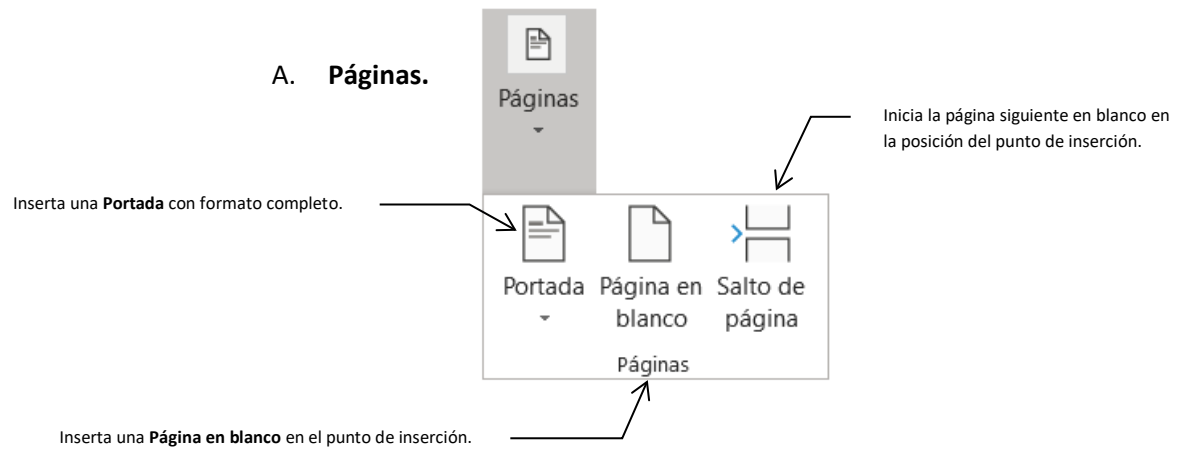 A. Páginas.
Páginas
Inicia la página siguiente en blanco en
la posición del punto de inserción.
Inserta una Portada con formato completo.
Portada Página en blanco Salto de página
Páginas
Inserta una Página en blanco en el punto de inserción.